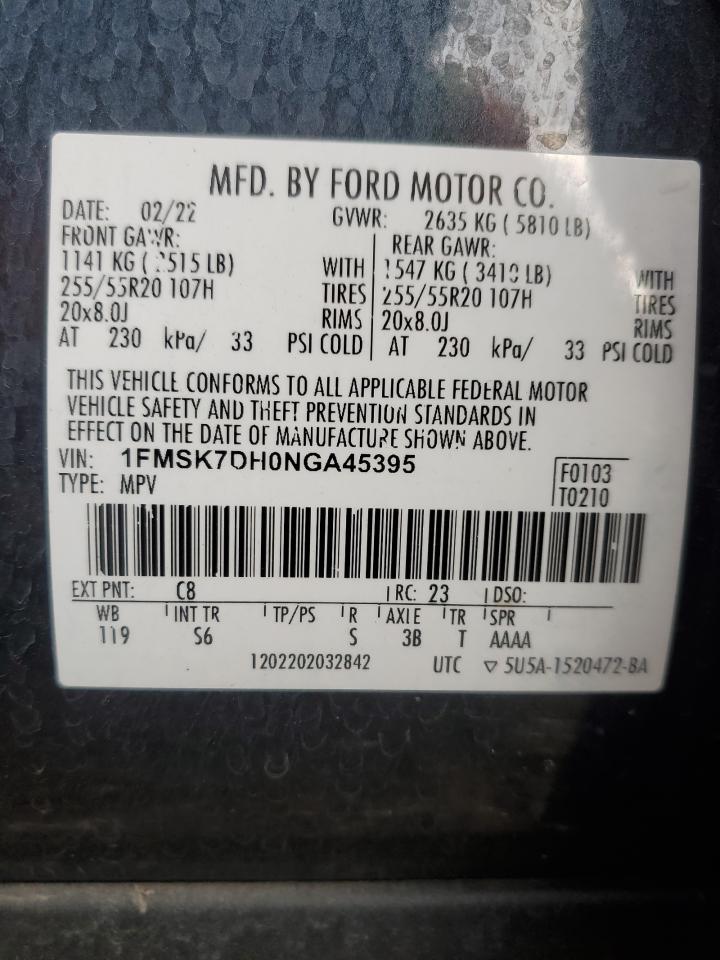 MFD. BY FORD MOTOR CO.
DATE: 02/22 GVWR: 2635 KG ( 5810 LB)
FRONT GAWR: REAR GAWR:
1141 KG ( 2515 LB) WITH 1547 KG ( 3410 LB) WITH
255/55R20 107H TIRES 255/55R20 107H TIRES
20x8.0J RIMS 20x8.0J RIMS
AT 230 kPa/ 33 PSI COLD AT 230 kPa/ 33 PSI COLD
THIS VEHICLE CONFORMS TO ALL APPLICABLE FEDERAL MOTOR
VEHICLE SAFETY AND THEFT PREVENTION STANDARDS IN
EFFECT ON THE DATE OF MANUFACTURE SHOWN ABOVE.
VIN: 1FMSK7DH0NGA45395 F0103
TYPE: MPV T0210
EXT PNT: C8 RC: 23 DSO:
WB INT TR TP/PS R AXLE TR SPR
119 S6 S 3B T AAAA
1202202032842 UTC ▽ 5U5A-1520472-BA